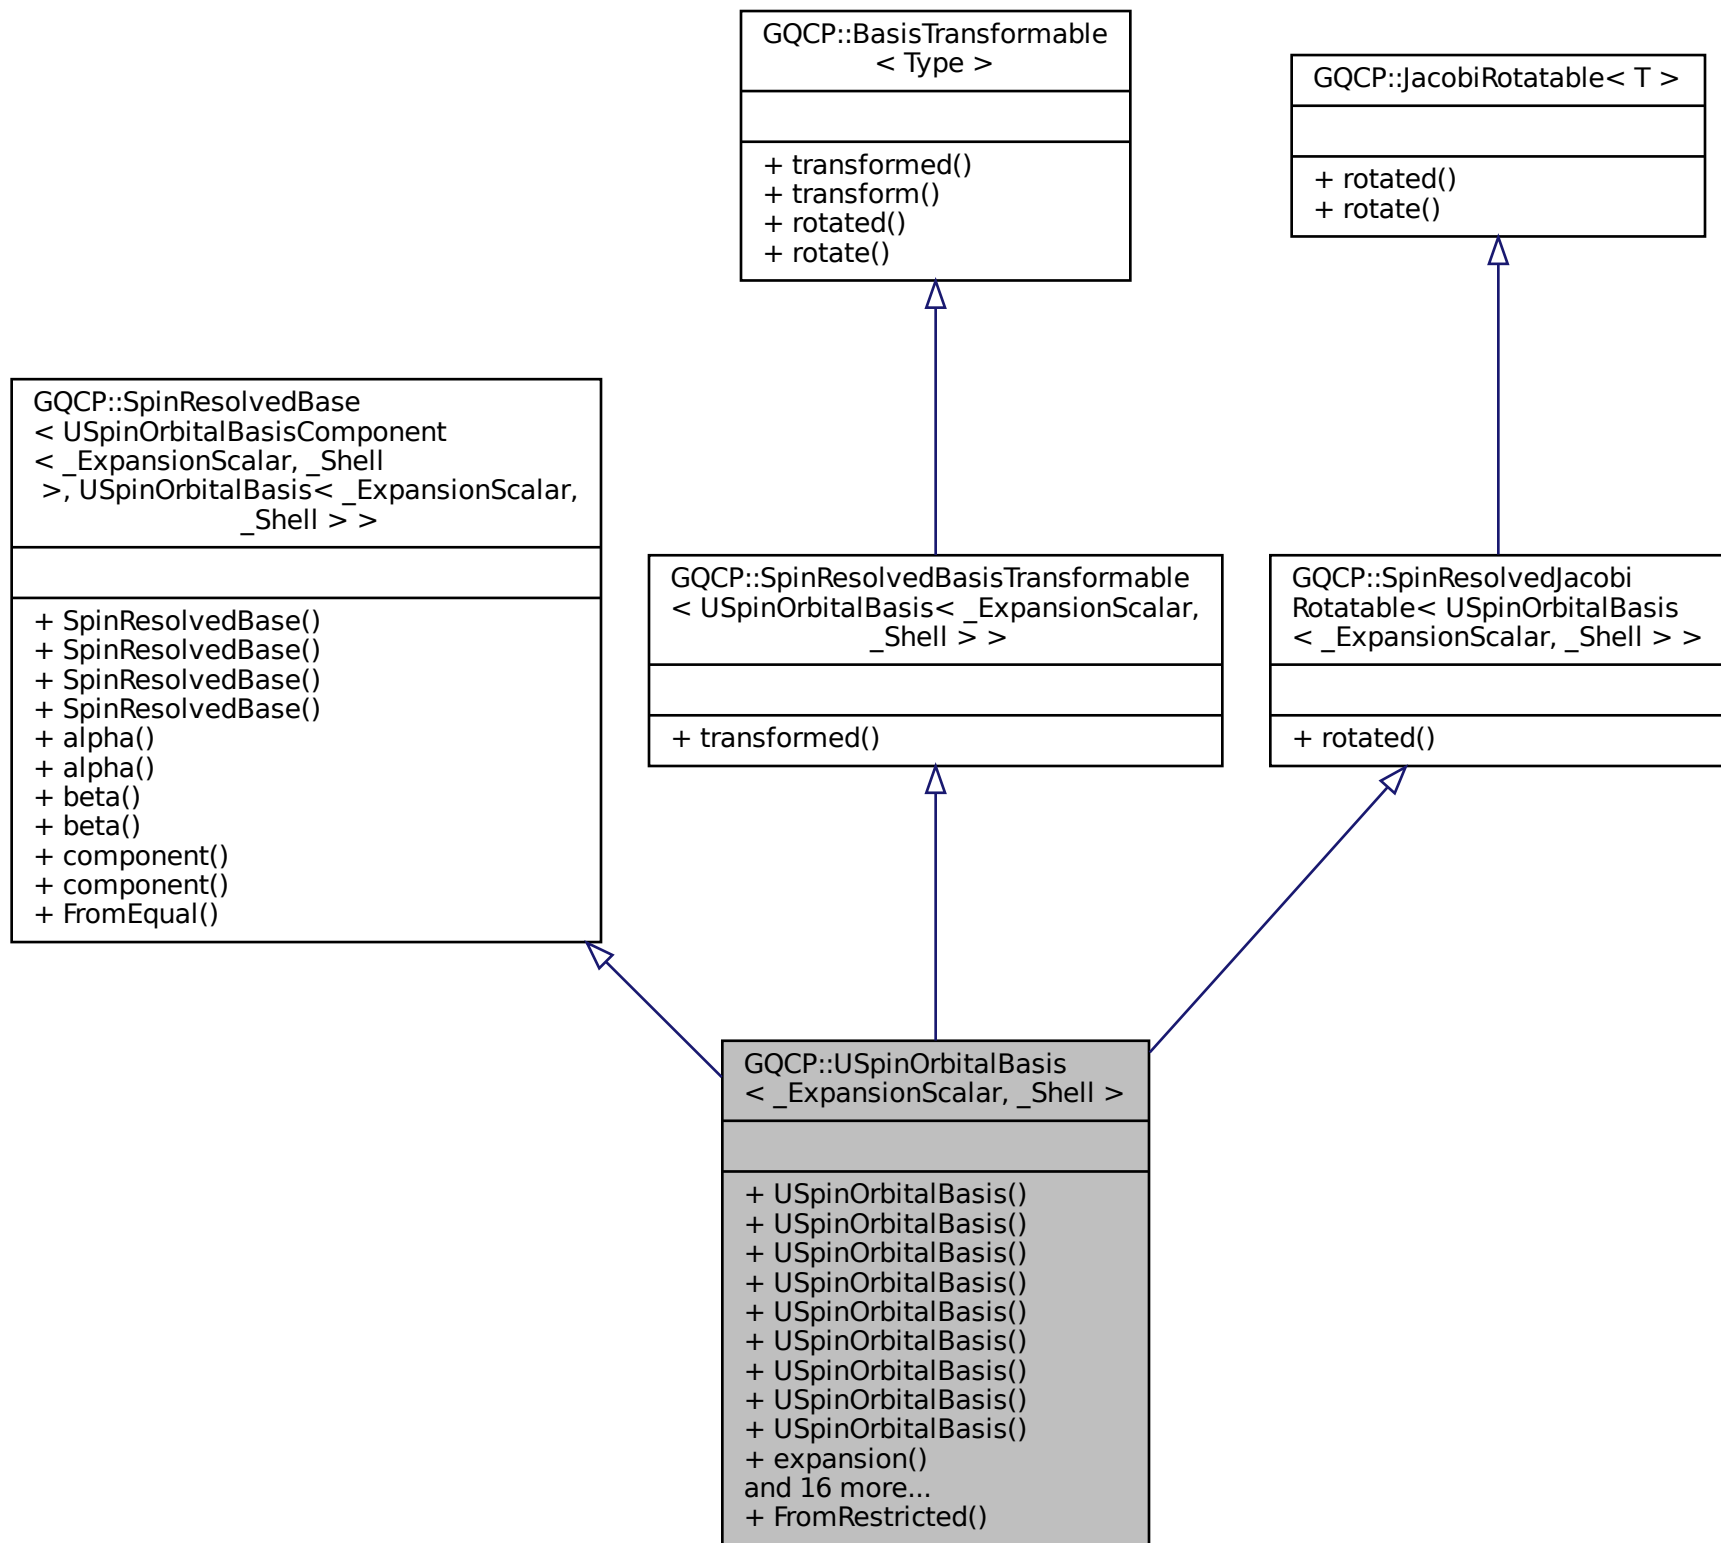 GQCP::BasisTransformable
< Type >
+ transformed()
+ transform()
+ rotated()
+ rotate()
GQCP::JacobiRotatable< T >
+ rotated()
+ rotate()
GQCP::SpinResolvedBase
< USpinOrbitalBasisComponent
< _ExpansionScalar, _Shell
>, USpinOrbitalBasis< _ExpansionScalar,
_Shell > >
+ SpinResolvedBase()
+ SpinResolvedBase()
+ SpinResolvedBase()
+ SpinResolvedBase()
+ alpha()
+ alpha()
+ beta()
+ beta()
+ component()
+ component()
+ FromEqual()
GQCP::SpinResolvedBasisTransformable
< USpinOrbitalBasis< _ExpansionScalar,
_Shell > >
+ transformed()
GQCP::SpinResolvedJacobi
Rotatable< USpinOrbitalBasis
< _ExpansionScalar, _Shell > >
+ rotated()
GQCP::USpinOrbitalBasis
< _ExpansionScalar, _Shell >
+ USpinOrbitalBasis()
+ USpinOrbitalBasis()
+ USpinOrbitalBasis()
+ USpinOrbitalBasis()
+ USpinOrbitalBasis()
+ USpinOrbitalBasis()
+ USpinOrbitalBasis()
+ USpinOrbitalBasis()
+ USpinOrbitalBasis()
+ expansion()
and 16 more...
+ FromRestricted()